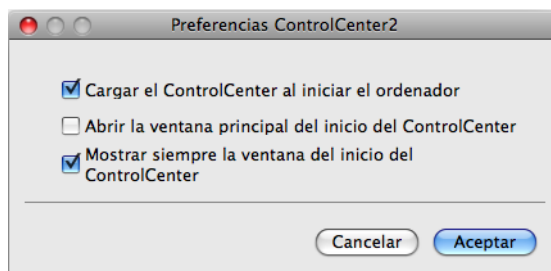 Preferencias ControlCenter2
Cargar el ControlCenter al iniciar el ordenador
Abrir la ventana principal del inicio del ControlCenter
Mostrar siempre la ventana del inicio del
ControlCenter
Cancelar
Aceptar